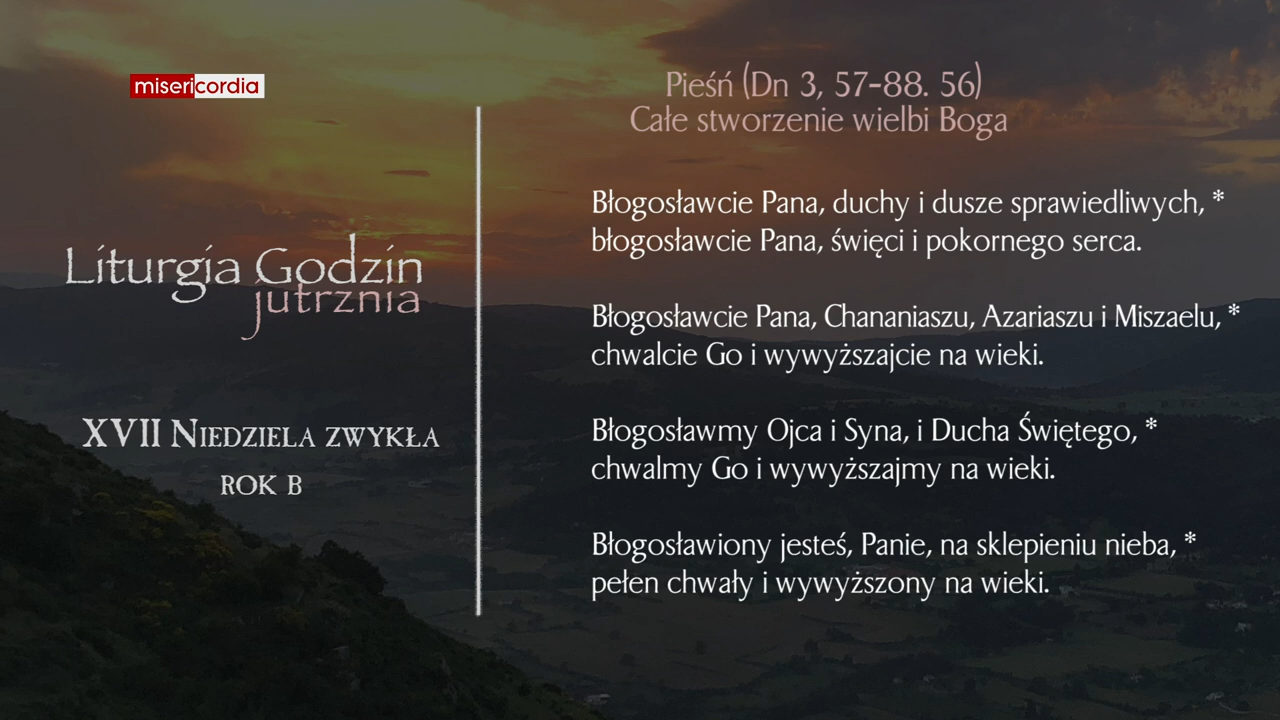 misericordia
Liturgia Godzin
jutrznia
XVII Niedziela zwykła
rok B
Pieśń (Dn 3, 57-88. 56)
Całe stworzenie wielbi Boga
Błogosławcie Pana, duchy i dusze sprawiedliwych, *
błogosławcie Pana, święci i pokornego serca.
Błogosławcie Pana, Chananiaszu, Azariaszu i Miszaelu, *
chwalcie Go i wywyższajcie na wieki.
Błogosławmy Ojca i Syna, i Ducha Świętego, *
chwalmy Go i wywyższajmy na wieki.
Błogosławiony jesteś, Panie, na sklepieniu nieba, *
pełen chwały i wywyższony na wieki.